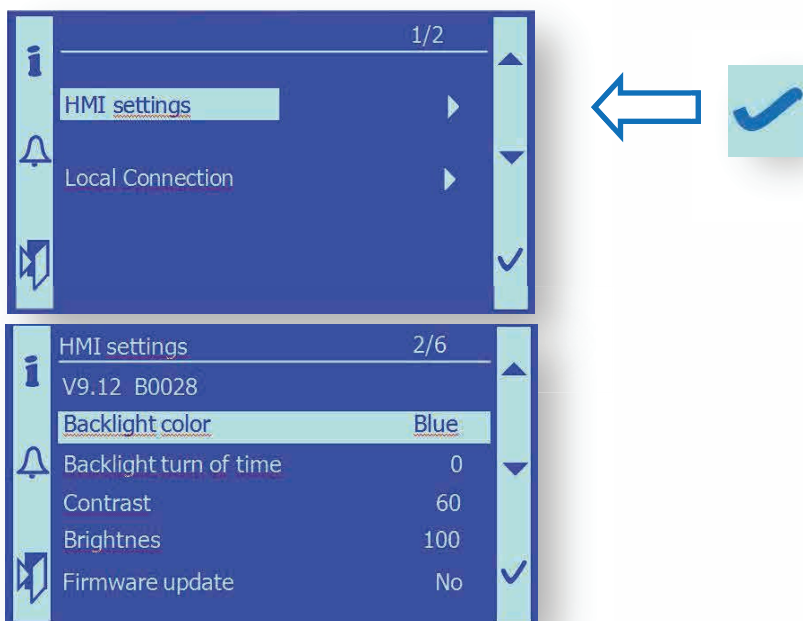 1/2
HMI settings
Local Connection
HMI settings 2/6
V9.12 B0028
Backlight color Blue
Backlight turn of time 0
Contrast 60
Brightnes 100
Firmware update No